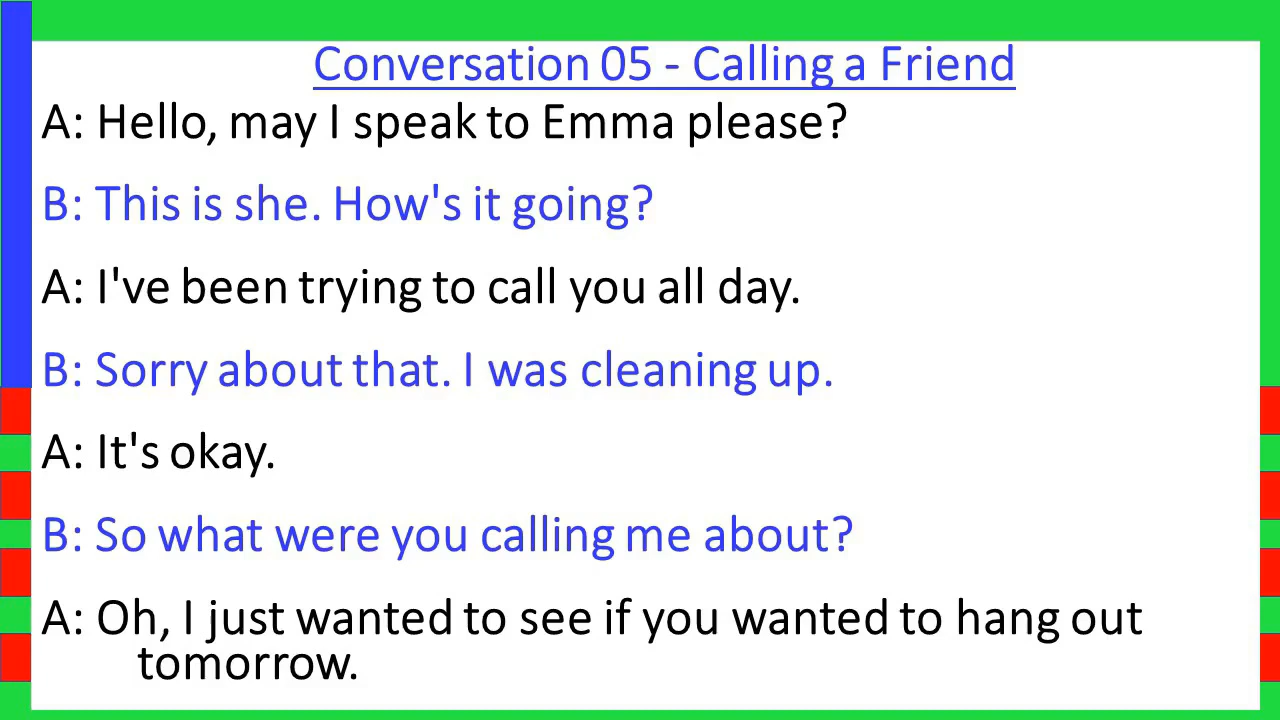 Conversation 05 - Calling a Friend
A: Hello, may I speak to Emma please?
B: This is she. How's it going?
A: I've been trying to call you all day.
B: Sorry about that. I was cleaning up.
A: It's okay.
B: So what were you calling me about?
A: Oh, I just wanted to see if you wanted to hang out
tomorrow.